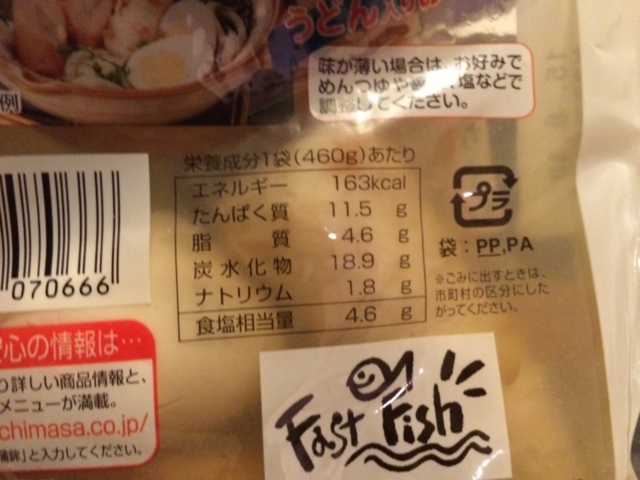 うどん
例
味が薄い場合は、お好みで
めんつゆや 塩などで
調整してください。
栄養成分1袋(460g)あたり
エネルギー 163kcal
たんぱく質 11.5 g
脂質 4.6 g
炭水化物 18.9 g
ナトリウム 1.8 g
食塩相当量 4.6 g
プラ
袋:PP,PA
※ごみに出すときは、
市町村の区分にした
がってください。
070666
心の情報は…
り詳しい商品情報と、
メニューが満載。
chimasa.co.jp/
」と入力してください。
Fast Fish